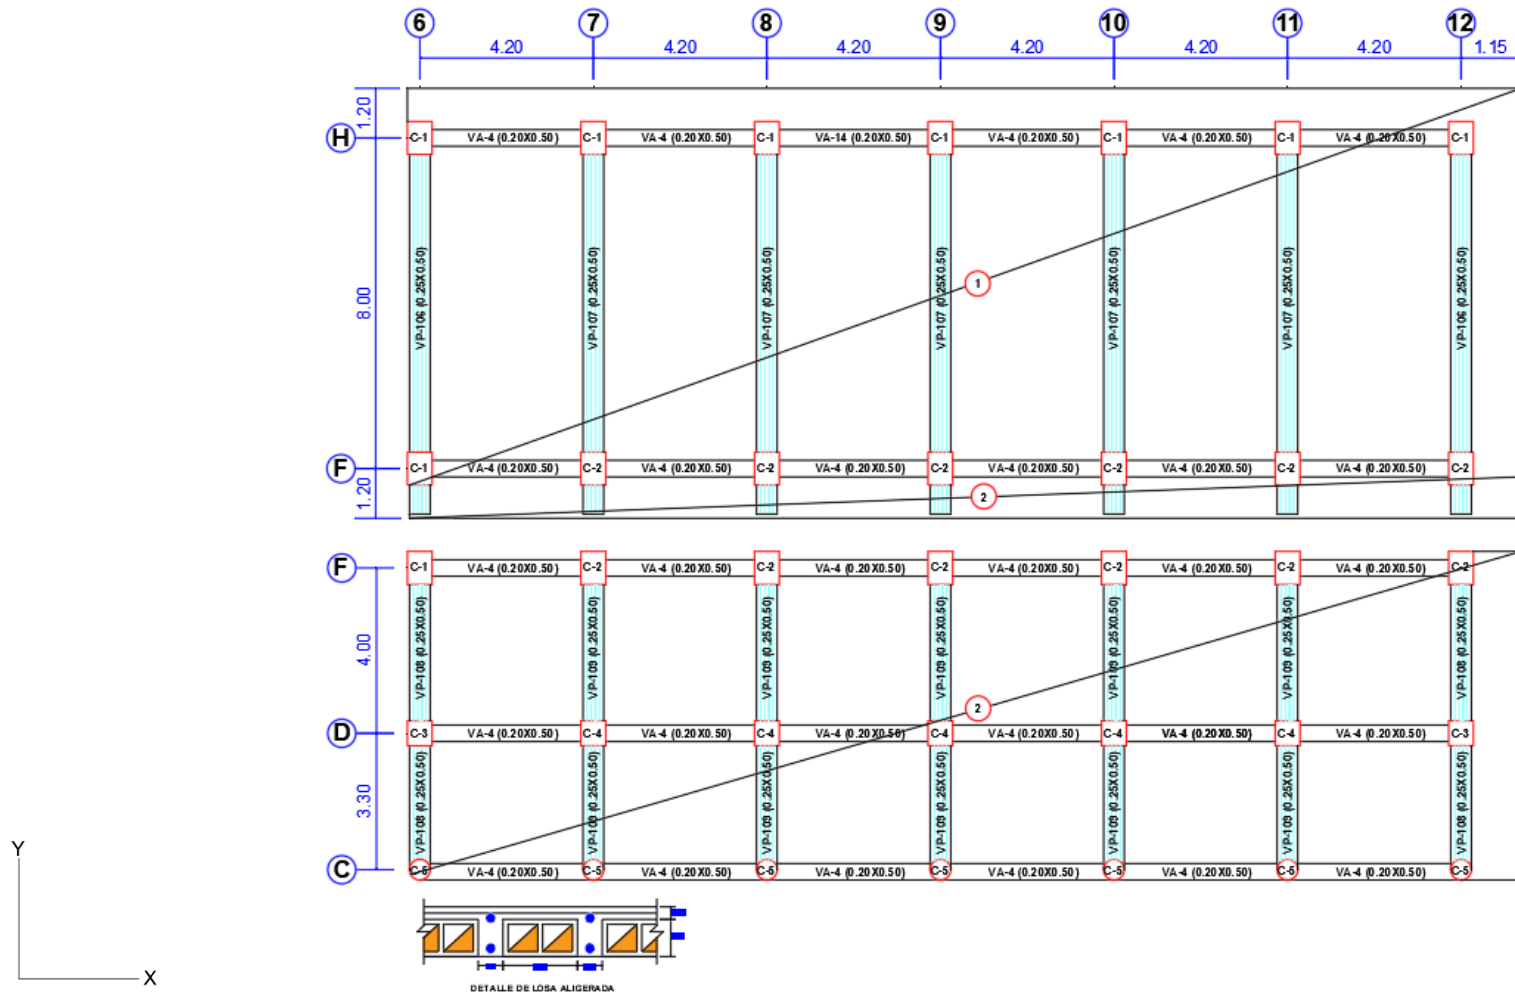 6 7 8 9 10 11 12
4.20 4.20 4.20 4.20 4.20 4.20 1.15
1.20
H C-1 VA-4 (0.20X0.50) C-1 VA-4 (0.20X0.50) C-1 VA-14 (0.20X0.50) C-1 VA-4 (0.20X0.50) C-1 VA-4 (0.20X0.50) C-1 VA-4 (0.20X0.50) C-1
8.00 VP-106 (0.25X0.50) VP-107 (0.25X0.50) VP-107 (0.25X0.50) VP-107 (0.25X0.50) VP-107 (0.25X0.50) VP-107 (0.25X0.50) VP-106 (0.25X0.50)
1
F C-1 VA-4 (0.20X0.50) C-2 VA-4 (0.20X0.50) C-2 VA-4 (0.20X0.50) C-2 VA-4 (0.20X0.50) C-2 VA-4 (0.20X0.50) C-2 VA-4 (0.20X0.50) C-2
1.20
2
F C-1 VA-4 (0.20X0.50) C-2 VA-4 (0.20X0.50) C-2 VA-4 (0.20X0.50) C-2 VA-4 (0.20X0.50) C-2 VA-4 (0.20X0.50) C-2 VA-4 (0.20X0.50) C-2
4.00 VP-108 (0.25X0.50) VP-109 (0.25X0.50) VP-109 (0.25X0.50) VP-109 (0.25X0.50) VP-109 (0.25X0.50) VP-109 (0.25X0.50) VP-108 (0.25X0.50)
2
D C-3 VA-4 (0.20X0.50) C-4 VA-4 (0.20X0.50) C-4 VA-4 (0.20X0.50) C-4 VA-4 (0.20X0.50) C-4 VA-4 (0.20X0.50) C-4 VA-4 (0.20X0.50) C-3
3.30 VP-108 (0.25X0.50) VP-109 (0.25X0.50) VP-109 (0.25X0.50) VP-109 (0.25X0.50) VP-109 (0.25X0.50) VP-109 (0.25X0.50) VP-108 (0.25X0.50)
C C-5 VA-4 (0.20X0.50) C-5 VA-4 (0.20X0.50) C-5 VA-4 (0.20X0.50) C-5 VA-4 (0.20X0.50) C-5 VA-4 (0.20X0.50) C-5 VA-4 (0.20X0.50) C-5
Y
X
DETALLE DE LOSA ALIGERADA